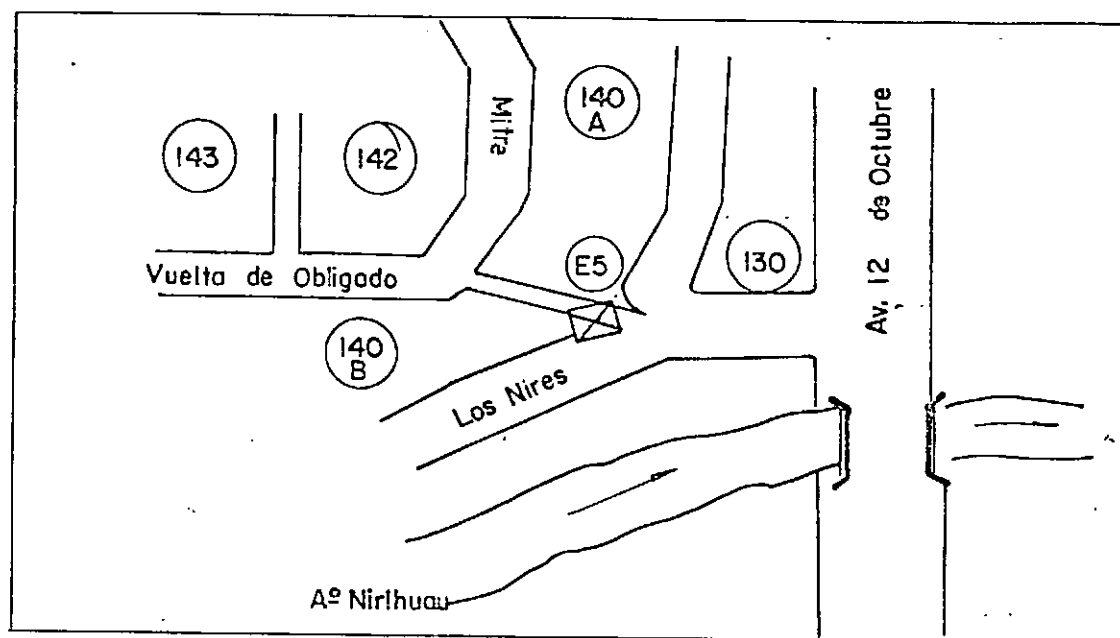 Mitre
140
A
143
142
Av. 12 de Octubre
Vuelta de Obligado
E5
130
140
B
Los Nires
Aº Nirihuau